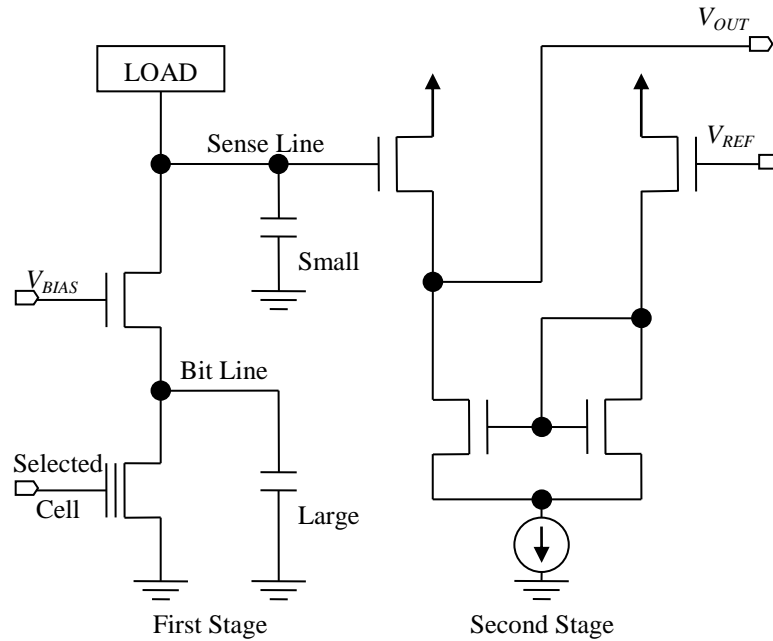 V_OUT
LOAD
Sense Line
V_REF
Small
V_BIAS
Bit Line
Selected
Cell
Large
First Stage
Second Stage